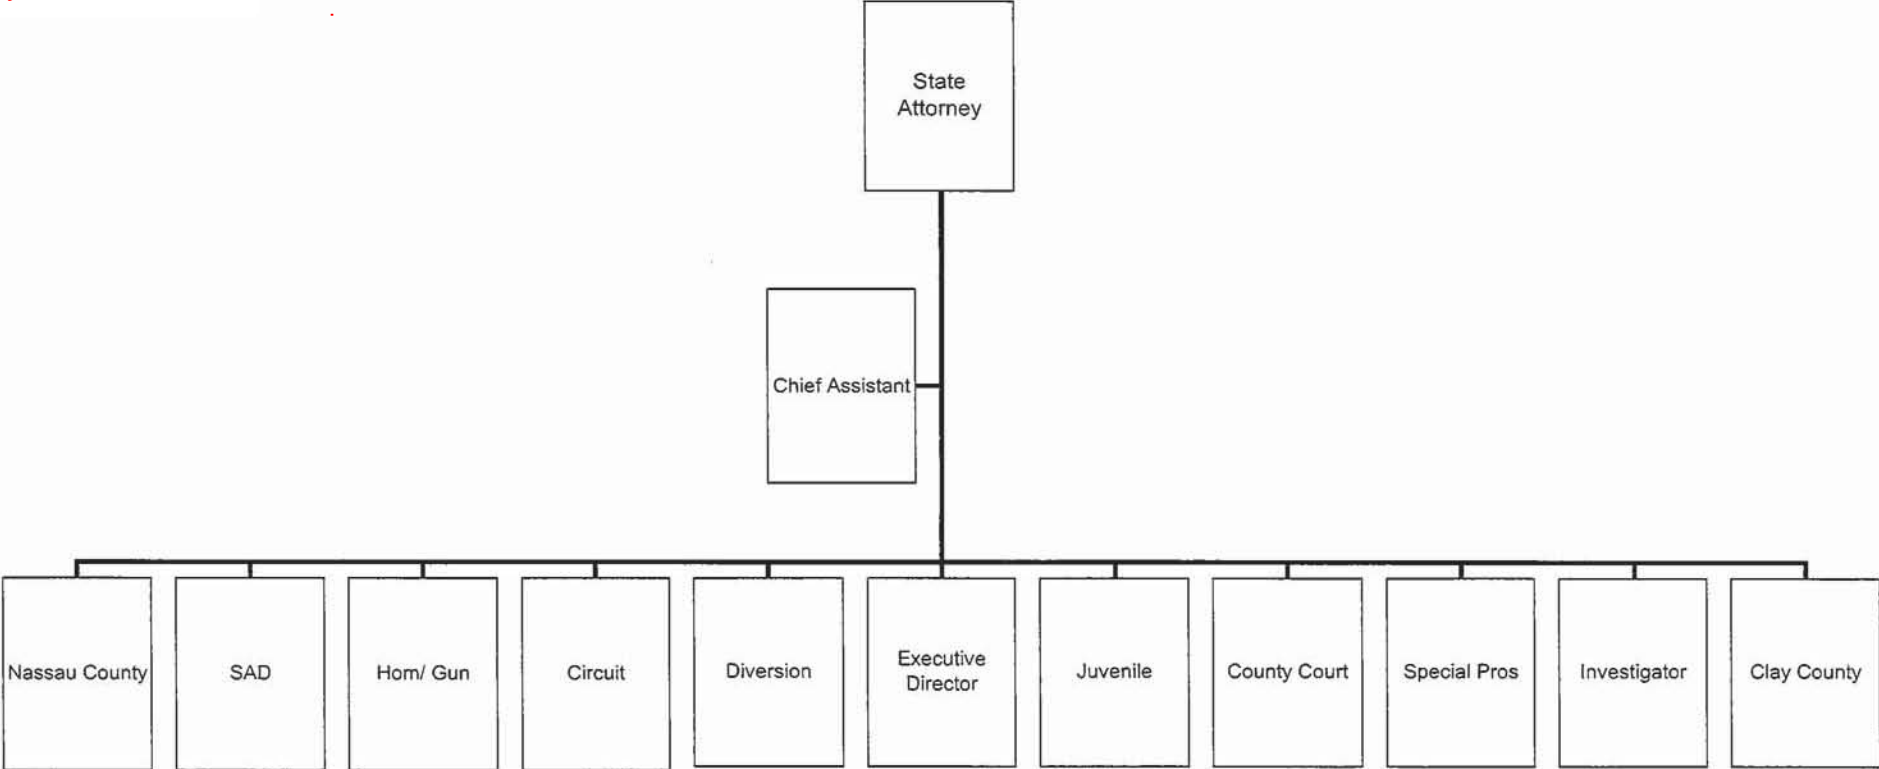 State
Attorney
Chief Assistant
Nassau County
SAD
Hom/ Gun
Circuit
Diversion
Executive
Director
Juvenile
County Court
Special Pros
Investigator
Clay County